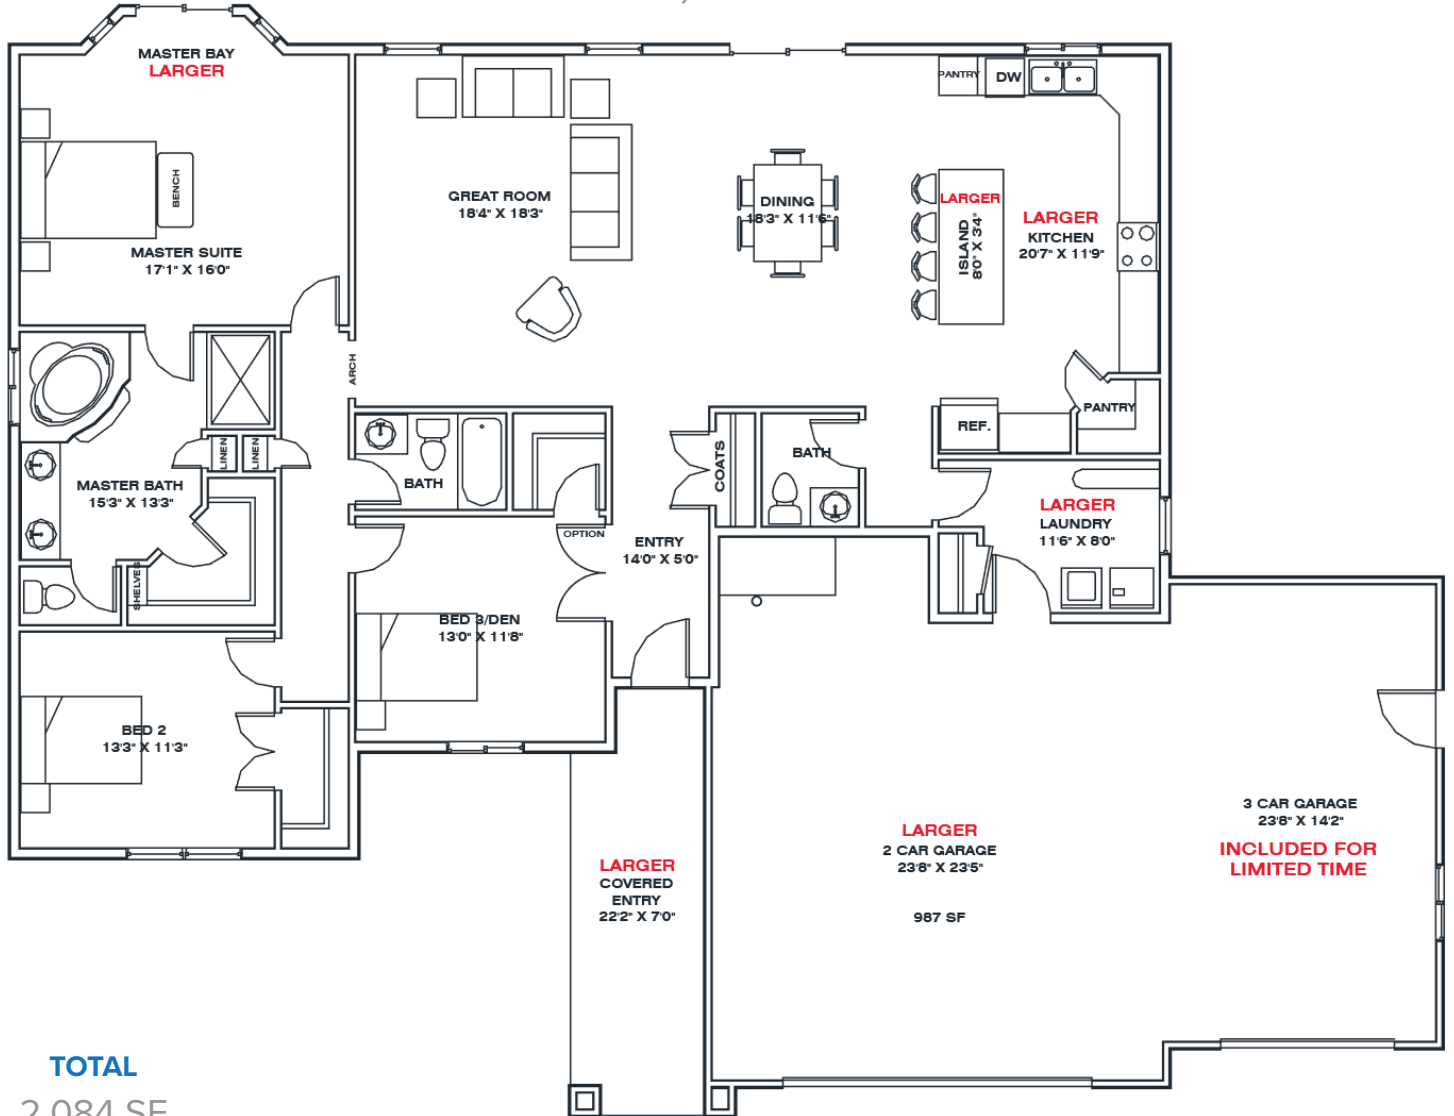 MASTER BAY
LARGER
BENCH
MASTER SUITE
17'1" X 16'0"
GREAT ROOM
18'4" X 18'3"
DINING
18'3" X 11'6"
PANTRY
DW
LARGER
ISLAND
8'0" X 3'4"
LARGER
KITCHEN
20'7" X 11'9"
ARCH
PANTRY
REF.
LINEN
LINEN
MASTER BATH
15'3" X 13'3"
BATH
COATS
BATH
LARGER
LAUNDRY
11'6" X 8'0"
OPTION
ENTRY
14'0" X 5'0"
SHELVES
BED 3/DEN
13'0" X 11'8"
BED 2
13'3" X 11'3"
LARGER
COVERED
ENTRY
22'2" X 7'0"
LARGER
2 CAR GARAGE
23'8" X 23'5"
987 SF
3 CAR GARAGE
23'8" X 14'2"
INCLUDED FOR
LIMITED TIME
TOTAL
2,084 SF